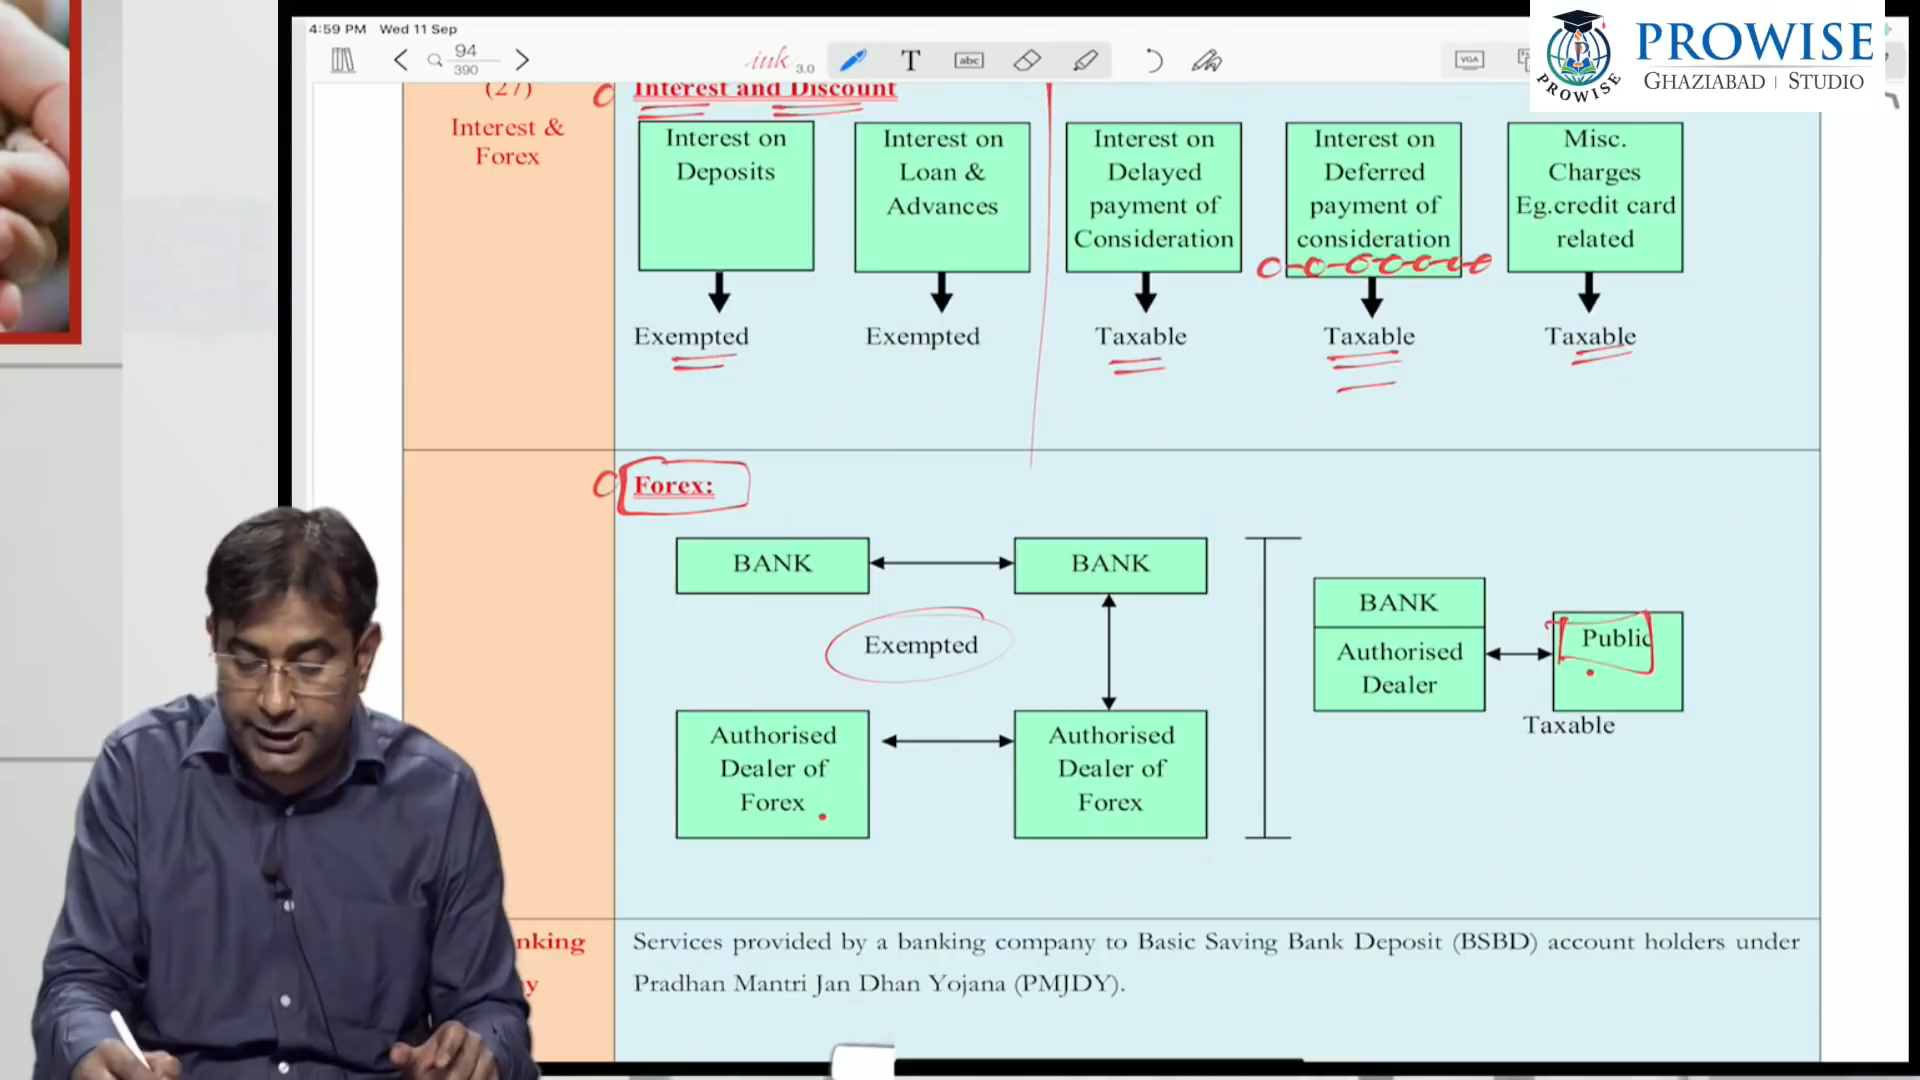 4:59 PM Wed 11 Sep
PROWISE
GHAZIABAD | STUDIO
PROWISE
94
390
ink 3.0
T
abc
VGA
(27)
Interest &
Forex
Interest and Discount
Interest on
Deposits
Interest on
Loan &
Advances
Interest on
Delayed
payment of
Consideration
Interest on
Deferred
payment of
consideration
Misc.
Charges
Eg.credit card
related
Exempted
Exempted
Taxable
Taxable
Taxable
Forex:
BANK
BANK
Exempted
Authorised
Dealer of
Forex
Authorised
Dealer of
Forex
BANK
Authorised
Dealer
Public
Taxable
nking
y
Services provided by a banking company to Basic Saving Bank Deposit (BSBD) account holders under
Pradhan Mantri Jan Dhan Yojana (PMJDY).